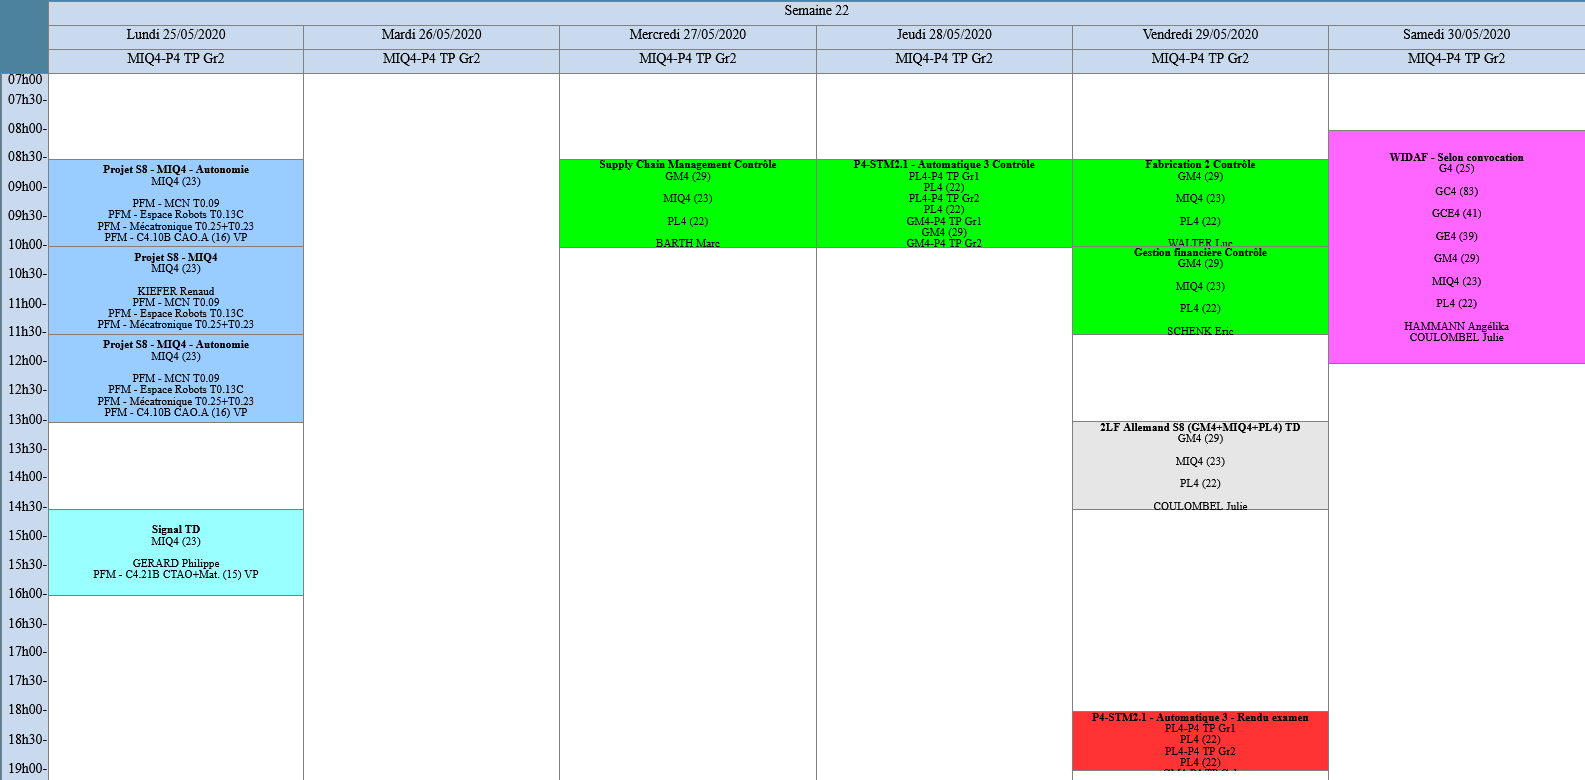 Semaine 22
Lundi 25/05/2020
Mardi 26/05/2020
Mercredi 27/05/2020
Jeudi 28/05/2020
Vendredi 29/05/2020
Samedi 30/05/2020
MIQ4-P4 TP Gr2
MIQ4-P4 TP Gr2
MIQ4-P4 TP Gr2
MIQ4-P4 TP Gr2
MIQ4-P4 TP Gr2
MIQ4-P4 TP Gr2
07h00
07h30-
08h00-
08h30-
09h00-
09h30-
10h00-
10h30-
11h00-
11h30-
12h00-
12h30-
13h00-
13h30-
14h00-
14h30-
15h00-
15h30-
16h00-
16h30-
17h00-
17h30-
18h00-
18h30-
19h00-
Projet S8 - MIQ4 - Autonomie
MIQ4 (23)
PFM - MCN T0.09
PFM - Espace Robots T0.13C
PFM - Mécatronique T0.25+T0.23
PFM - C4.10B CAO.A (16) VP
Projet S8 - MIQ4
MIQ4 (23)
KIEFER Renaud
PFM - MCN T0.09
PFM - Espace Robots T0.13C
PFM - Mécatronique T0.25+T0.23
Projet S8 - MIQ4 - Autonomie
MIQ4 (23)
PFM - MCN T0.09
PFM - Espace Robots T0.13C
PFM - Mécatronique T0.25+T0.23
PFM - C4.10B CAO.A (16) VP
Signal TD
MIQ4 (23)
GERARD Philippe
PFM - C4.21B CTAO+Mat. (15) VP
Supply Chain Management Contrôle
GM4 (29)
MIQ4 (23)
PL4 (22)
BARTH Marc
P4-STM2.1 - Automatique 3 Contrôle
PL4-P4 TP Gr1
PL4 (22)
PL4-P4 TP Gr2
PL4 (22)
GM4-P4 TP Gr1
GM4 (29)
GM4-P4 TP Gr2
Fabrication 2 Contrôle
GM4 (29)
MIQ4 (23)
PL4 (22)
WALTER Luc
Gestion financière Contrôle
GM4 (29)
MIQ4 (23)
PL4 (22)
SCHENK Eric
2LF Allemand S8 (GM4+MIQ4+PL4) TD
GM4 (29)
MIQ4 (23)
PL4 (22)
COULOMBEL Julie
P4-STM2.1 - Automatique 3 - Rendu examen
PL4-P4 TP Gr1
PL4 (22)
PL4-P4 TP Gr2
PL4 (22)
WIDAF - Selon convocation
G4 (25)
GC4 (83)
GCE4 (41)
GE4 (39)
GM4 (29)
MIQ4 (23)
PL4 (22)
HAMMANN Angélika
COULOMBEL Julie